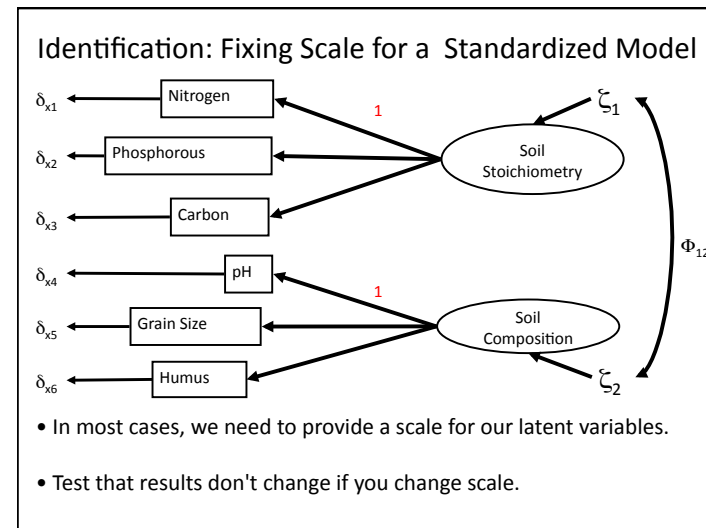 Identification: Fixing Scale for a Standardized Model
δx1
Nitrogen
1
ζ1
δx2
Phosphorous
Soil
Stoichiometry
δx3
Carbon
Φ12
δx4
pH
1
δx5
Grain Size
Soil
Composition
δx6
Humus
ζ2
• In most cases, we need to provide a scale for our latent variables.
• Test that results don't change if you change scale.